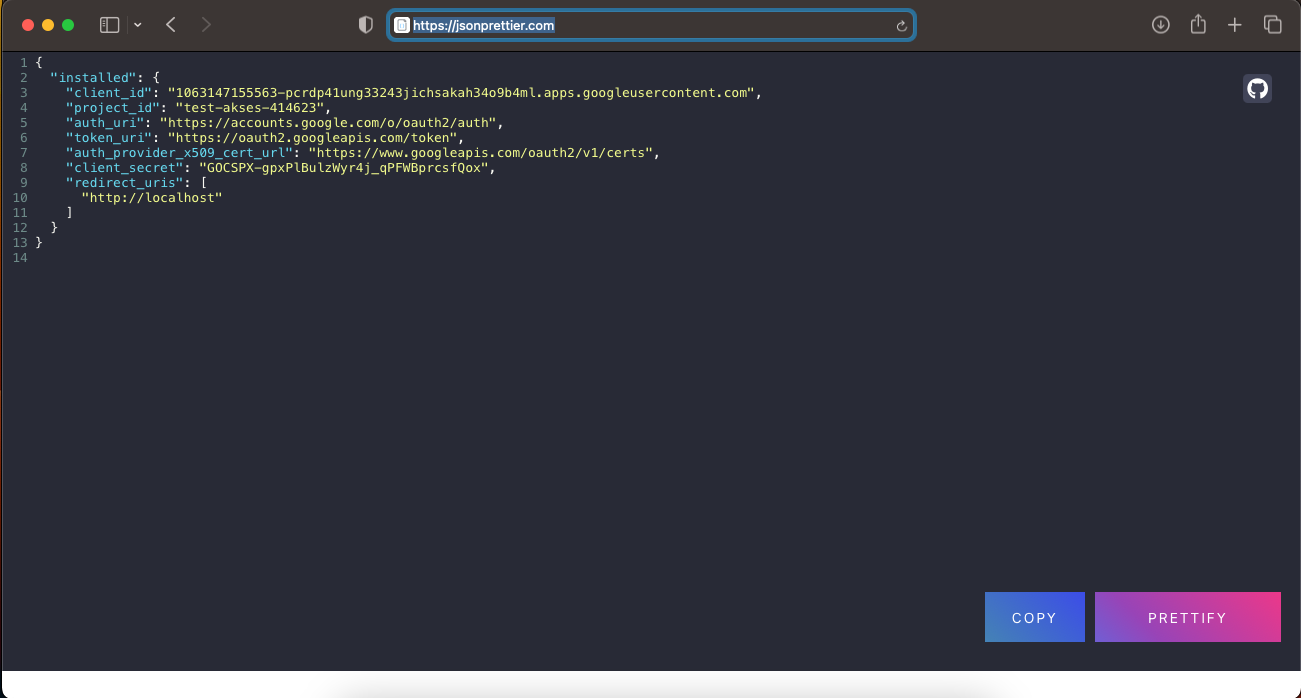 https://jsonprettier.com
1 {
2   "installed": {
3     "client_id": "1063147155563-pcrdp41ung33243jichsakah34o9b4ml.apps.googleusercontent.com",
4     "project_id": "test-akses-414623",
5     "auth_uri": "https://accounts.google.com/o/oauth2/auth",
6     "token_uri": "https://oauth2.googleapis.com/token",
7     "auth_provider_x509_cert_url": "https://www.googleapis.com/oauth2/v1/certs",
8     "client_secret": "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",
9     "redirect_uris": [
10       "http://localhost"
11     ]
12   }
13 }
14
COPY PRETTIFY